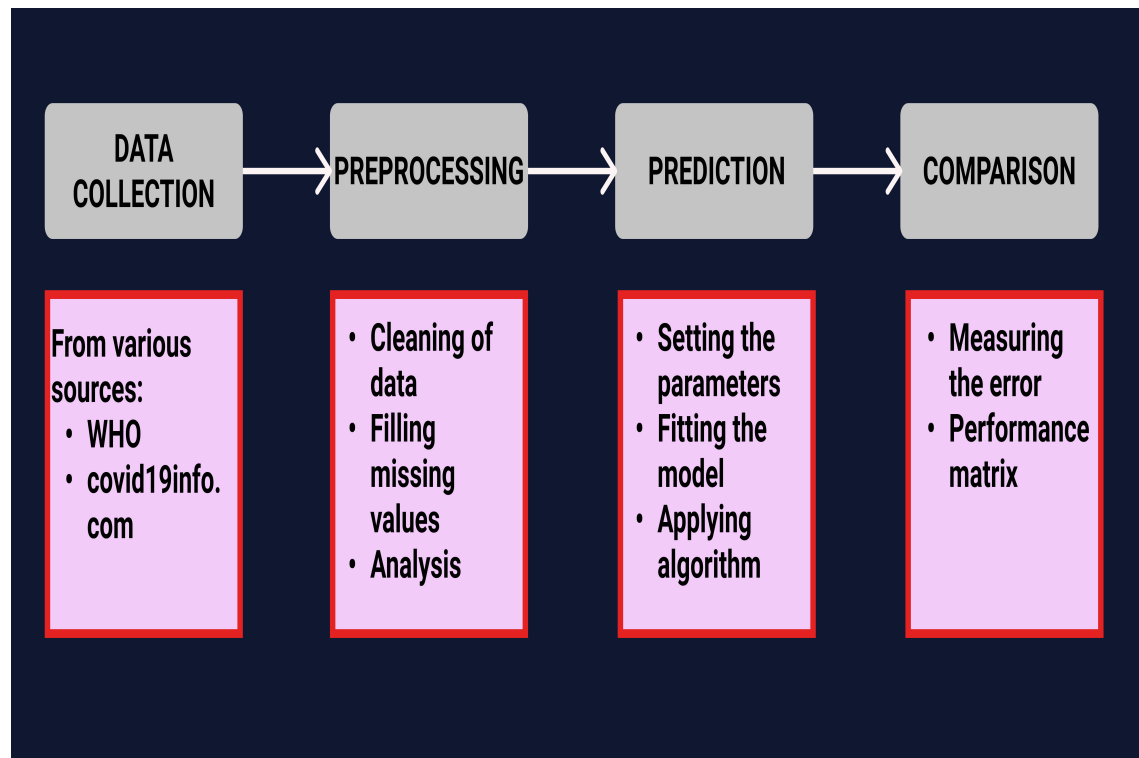 DATA
COLLECTION
PREPROCESSING
PREDICTION
COMPARISON
From various
sources:
• WHO
• covid19info.
com
• Cleaning of
data
• Filling
missing
values
• Analysis
• Setting the
parameters
• Fitting the
model
• Applying
algorithm
• Measuring
the error
• Performance
matrix